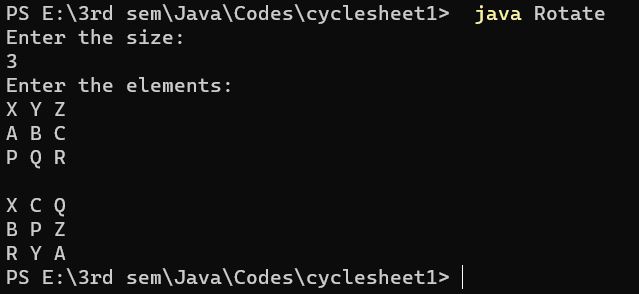 PS E:\3rd sem\Java\Codes\cyclesheet1>  java Rotate
Enter the size:
3
Enter the elements:
X Y Z
A B C
P Q R

X C Q
B P Z
R Y A
PS E:\3rd sem\Java\Codes\cyclesheet1>